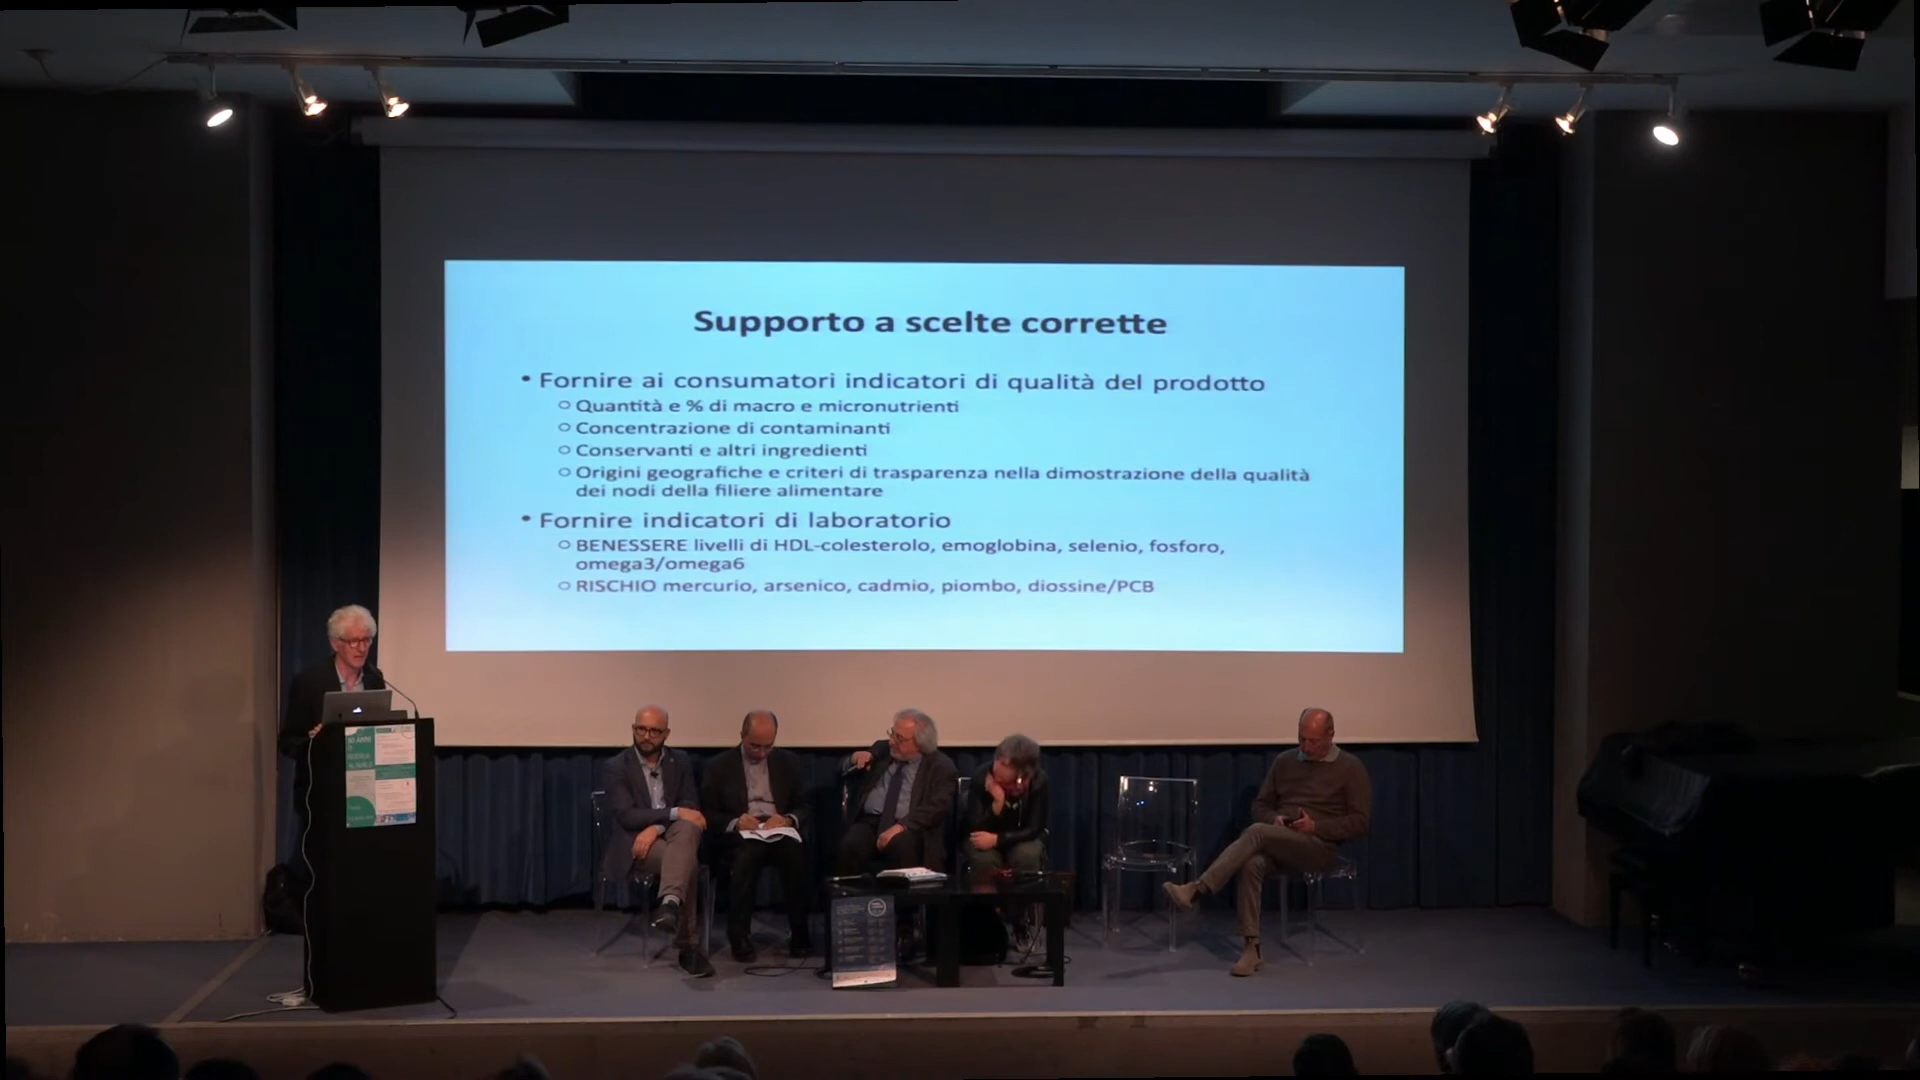 Supporto a scelte corrette
• Fornire ai consumatori indicatori di qualità del prodotto
○ Quantità e % di macro e micronutrienti
○ Concentrazione di contaminanti
○ Conservanti e altri ingredienti
○ Origini geografiche e criteri di trasparenza nella dimostrazione della qualità
dei nodi della filiere alimentare
• Fornire indicatori di laboratorio
○ BENESSERE livelli di HDL-colesterolo, emoglobina, selenio, fosforo,
omega3/omega6
○ RISCHIO mercurio, arsenico, cadmio, piombo, diossine/PCB
50 ANNI